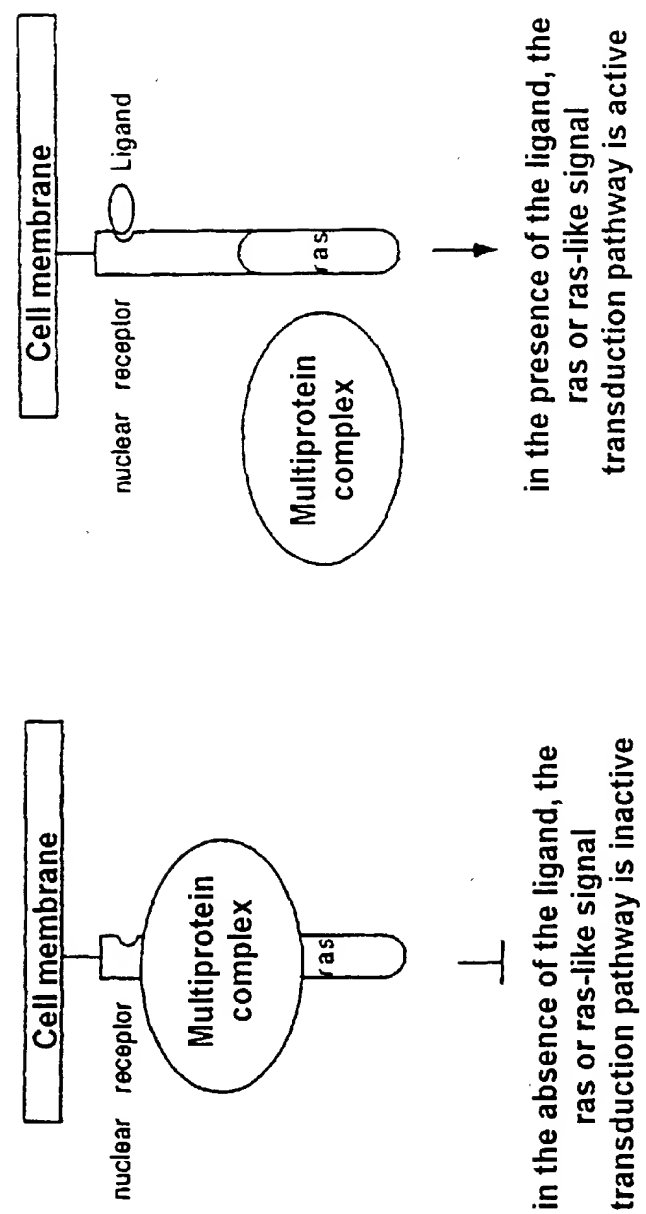 Cell membrane
nuclear receptor
Multiprotein
complex
ras
in the absence of the ligand, the
ras or ras-like signal
transduction pathway is inactive
Cell membrane
nuclear receptor
Ligand
Multiprotein
complex
ras
in the presence of the ligand, the
ras or ras-like signal
transduction pathway is active